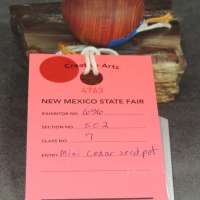 Creative Arts
4763
NEW MEXICO STATE FAIR
EXHIBITOR NO. 696
SECTION NO. 502
CLASS NO. 7
ENTRY Mini Cedar seed pot